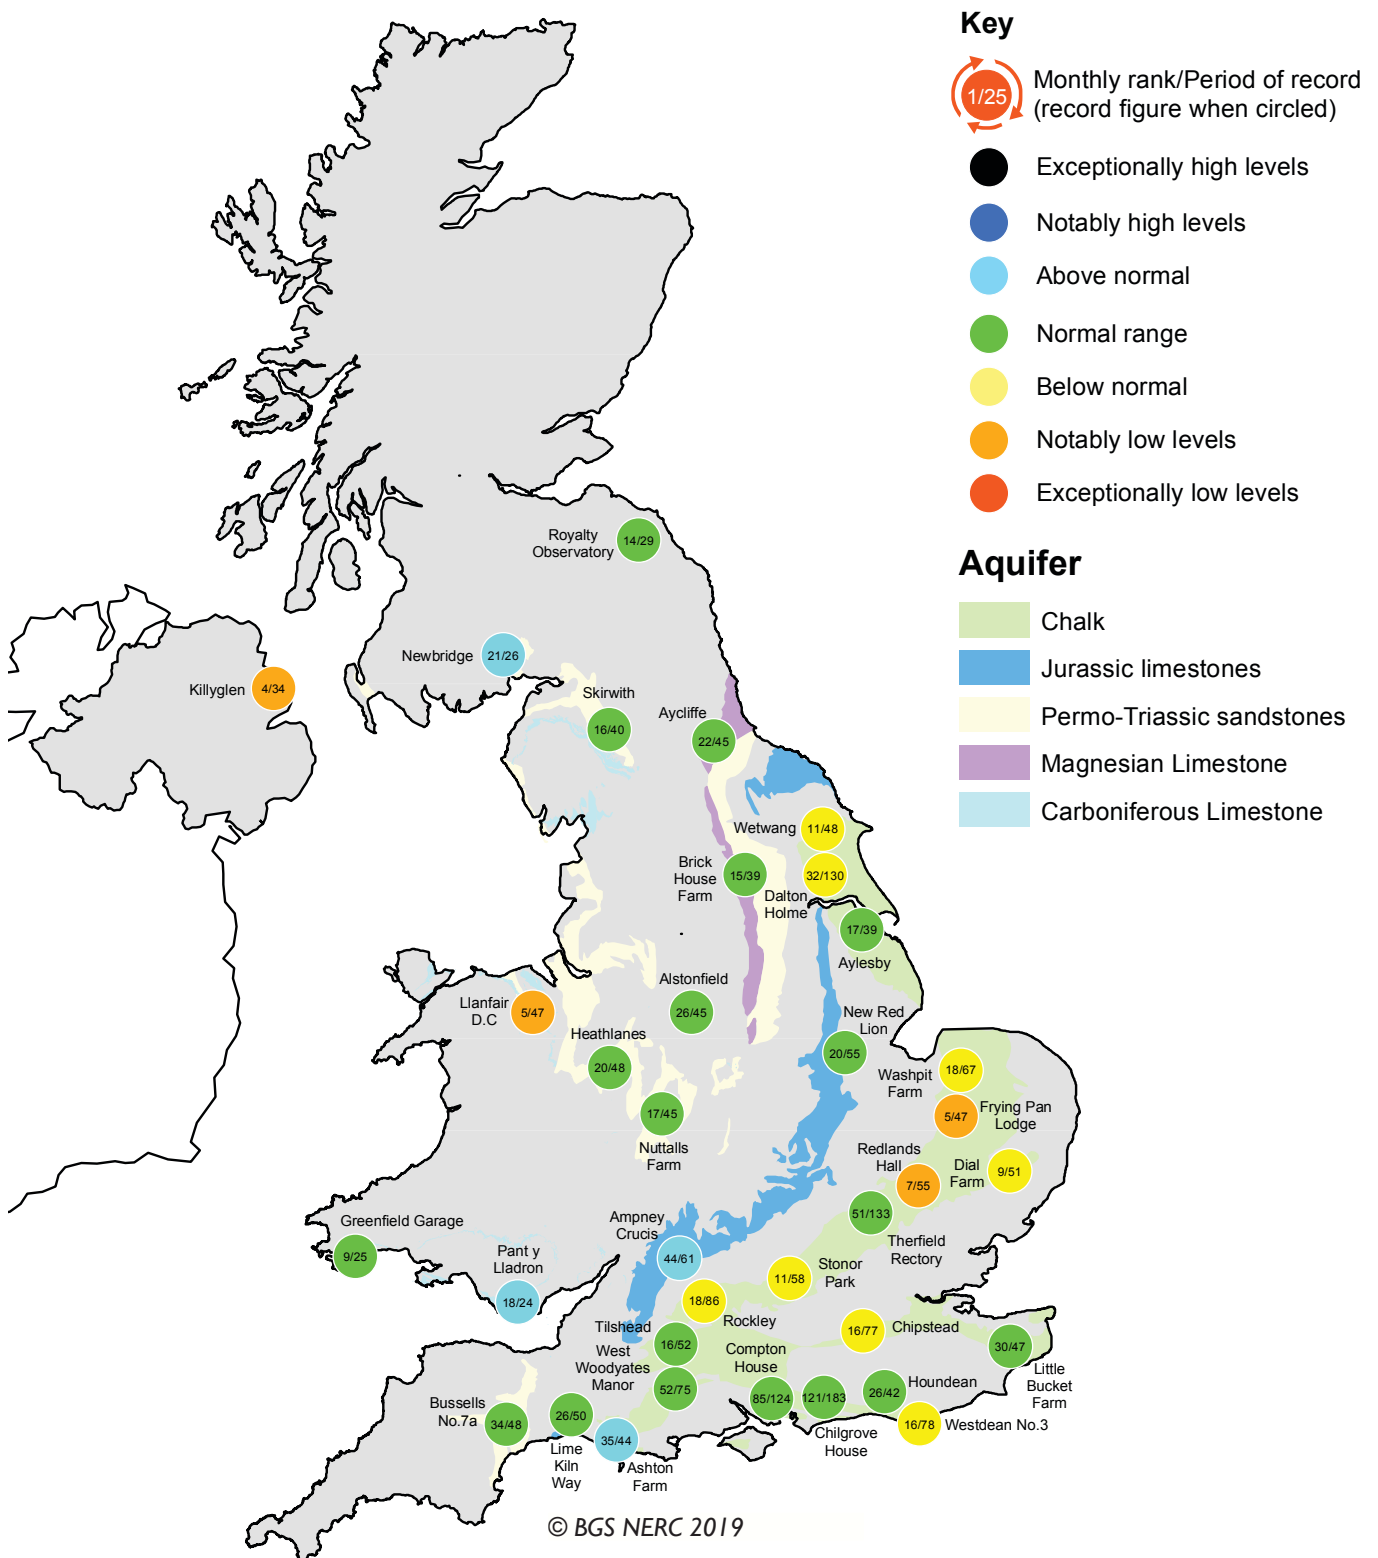 Key
1/25
Monthly rank/Period of record
(record figure when circled)
Exceptionally high levels
Notably high levels
Above normal
Normal range
Below normal
Notably low levels
Exceptionally low levels
Aquifer
Chalk
Jurassic limestones
Permo-Triassic sandstones
Magnesian Limestone
Carboniferous Limestone
Royalty
Observatory
14/29
Newbridge
21/26
Killyglen
4/34
Skirwith
16/40
Aycliffe
22/45
Wetwang
11/48
Brick
House
Farm
15/39
32/130
Dalton
Holme
17/39
Aylesby
Alstonfield
26/45
Llanfair
D.C
5/47
New Red
Lion
20/55
Heathlanes
20/48
Washpit
Farm
18/67
17/45
Nuttalls
Farm
5/47
Frying Pan
Lodge
Redlands
Hall
7/55
Dial
Farm
9/51
51/133
Therfield
Rectory
Greenfield Garage
9/25
Pant y
Lladron
18/24
Ampney
Crucis
44/61
11/58
Stonor
Park
18/86
Rockley
16/77
Chipstead
Tilshead
16/52
30/47
Little
Bucket
Farm
West
Woodyates
Manor
52/75
Compton
House
85/124
121/183
Chilgrove
House
26/42
Houndean
16/78
Westdean No.3
Bussells
No.7a
34/48
26/50
Lime
Kiln
Way
35/44
Ashton
Farm
© BGS NERC 2019